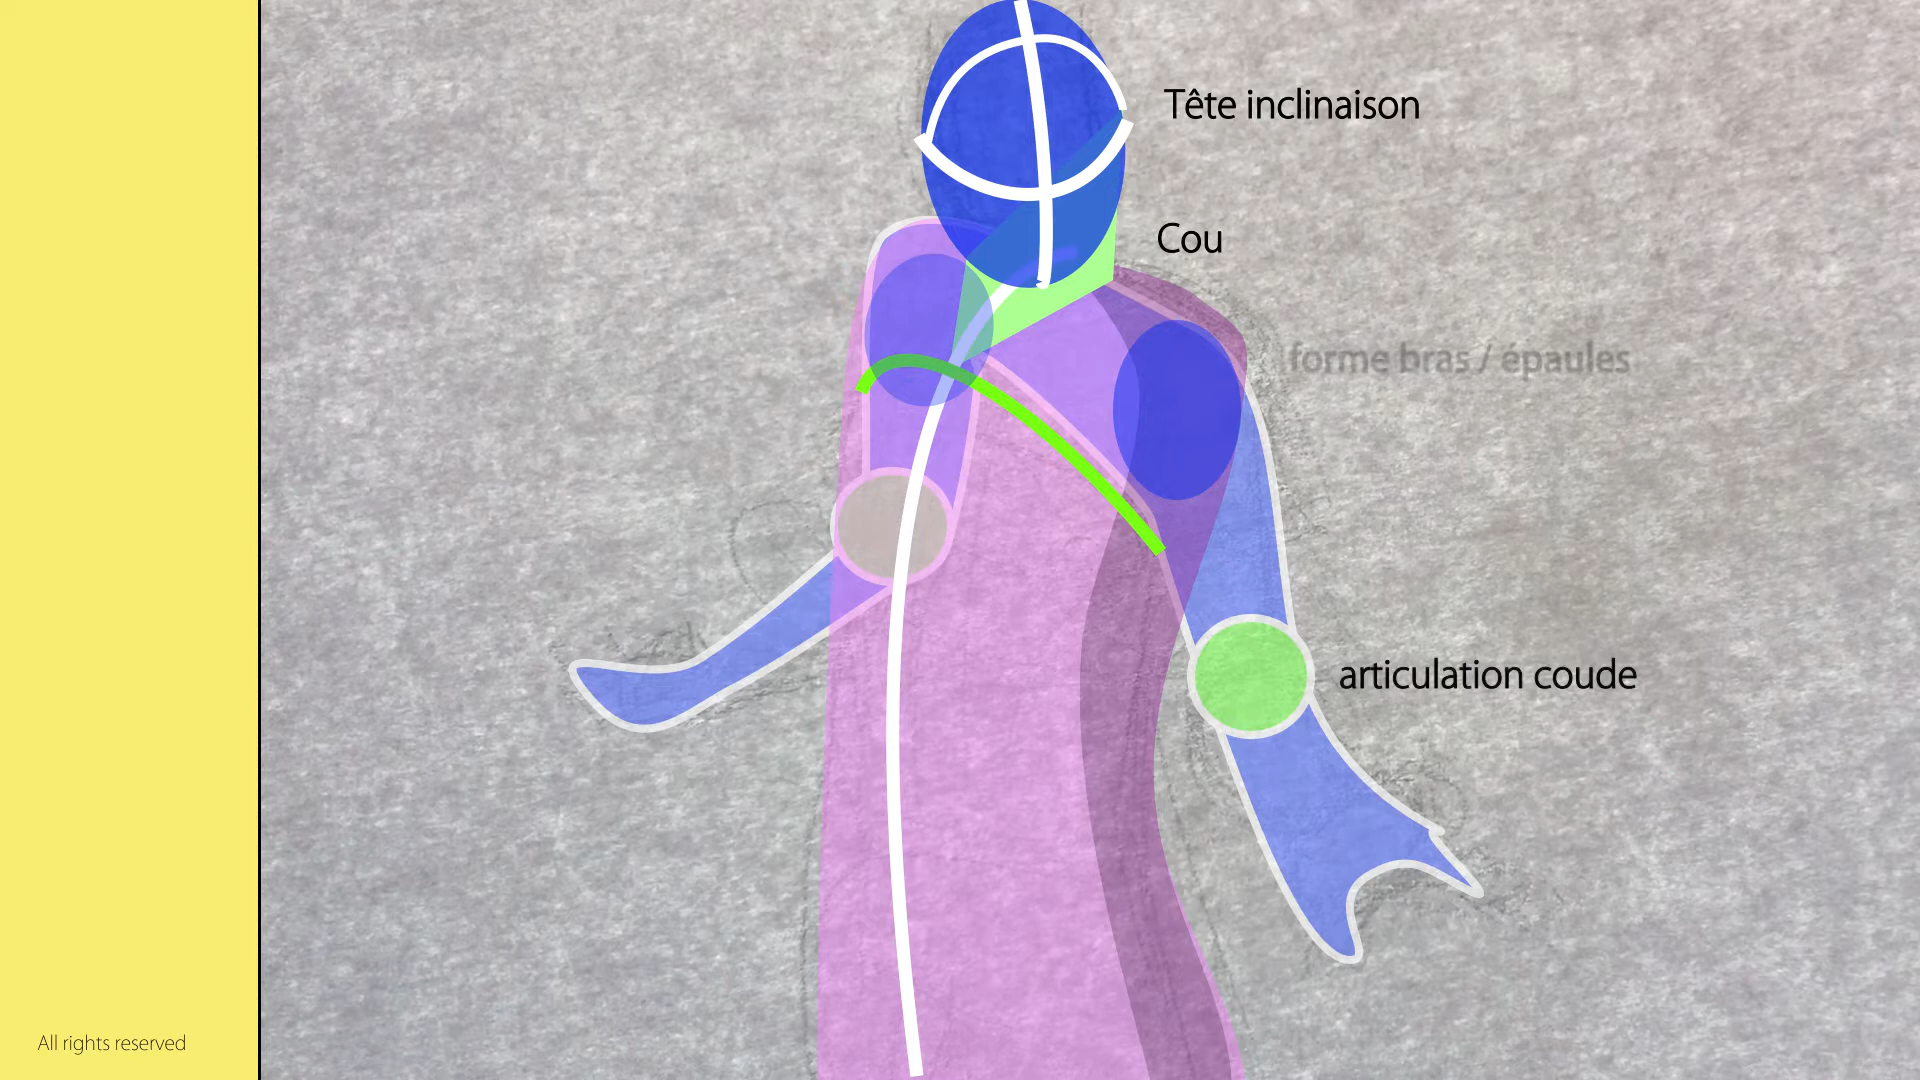 Tête inclinaison
Cou
forme bras / épaules
articulation coude
All rights reserved